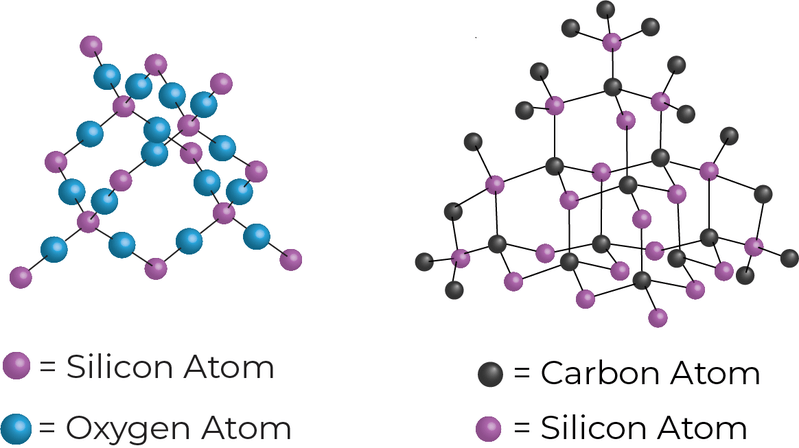 = Silicon Atom
= Oxygen Atom
= Carbon Atom
= Silicon Atom